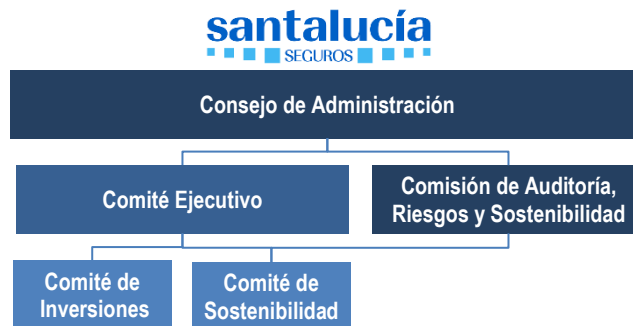 santalucía
SEGUROS
Consejo de Administración
Comité Ejecutivo
Comisión de Auditoría,
Riesgos y Sostenibilidad
Comité de
Inversiones
Comité de
Sostenibilidad